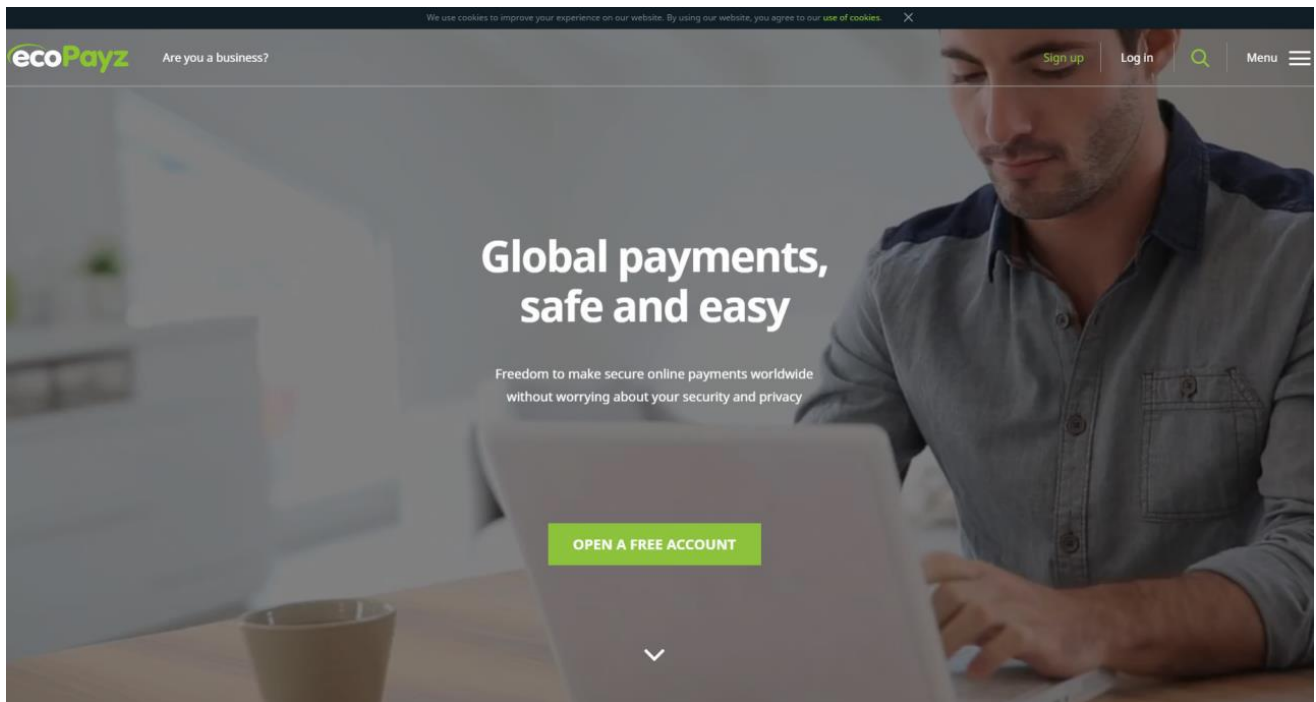 We use cookies to improve your experience on our website. By using our website, you agree to our use of cookies.
ecoPayz
Are you a business?
Sign up
Log in
Menu
Global payments,
safe and easy
Freedom to make secure online payments worldwide
without worrying about your security and privacy
OPEN A FREE ACCOUNT